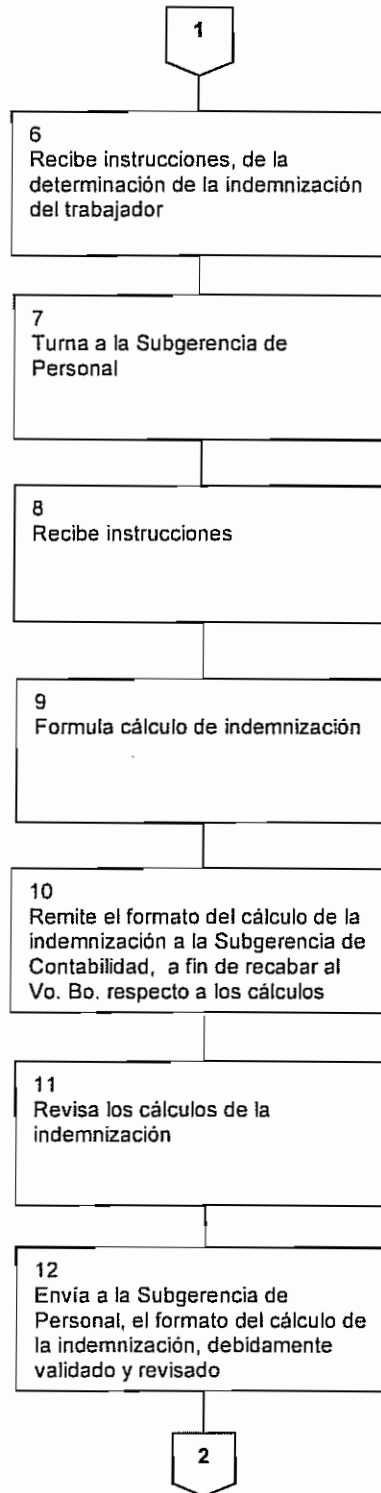 1
6
Recibe instrucciones, de la
determinación de la indemnización
del trabajador
7
Turna a la Subgerencia de
Personal
8
Recibe instrucciones
9
Formula cálculo de indemnización
10
Remite el formato del cálculo de la
indemnización a la Subgerencia de
Contabilidad, a fin de recabar al
Vo. Bo. respecto a los cálculos
11
Revisa los cálculos de la
indemnización
12
Envía a la Subgerencia de
Personal, el formato del cálculo de
la indemnización, debidamente
validado y revisado
2